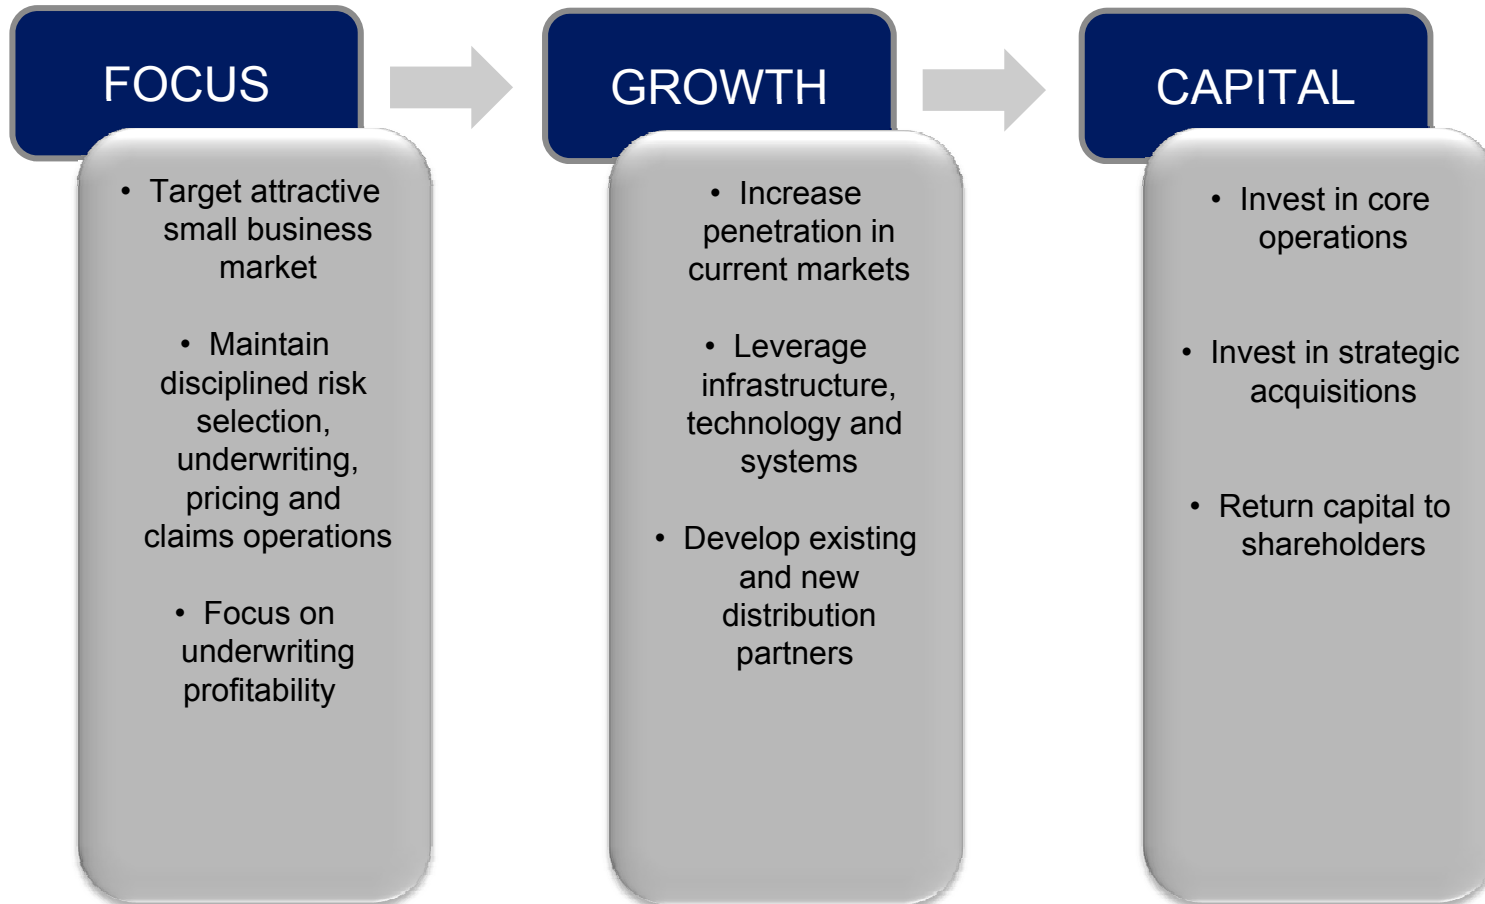 FOCUS
• Target attractive
small business
market
• Maintain
disciplined risk
selection,
underwriting,
pricing and
claims operations
• Focus on
underwriting
profitability
GROWTH
• Increase
penetration in
current markets
• Leverage
infrastructure,
technology and
systems
• Develop existing
and new
distribution
partners
CAPITAL
• Invest in core
operations
• Invest in strategic
acquisitions
• Return capital to
shareholders